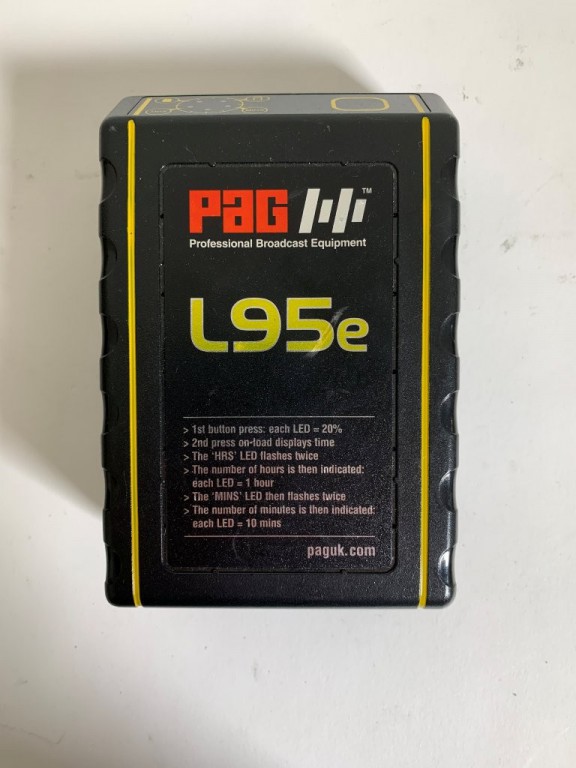 PAG TM
Professional Broadcast Equipment
L95e
> 1st button press: each LED = 20%
> 2nd press on-load displays time
> The 'HRS' LED flashes twice
> The number of hours is then indicated:
each LED = 1 hour
> The 'MINS' LED then flashes twice
> The number of minutes is then indicated:
each LED = 10 mins
paguk.com